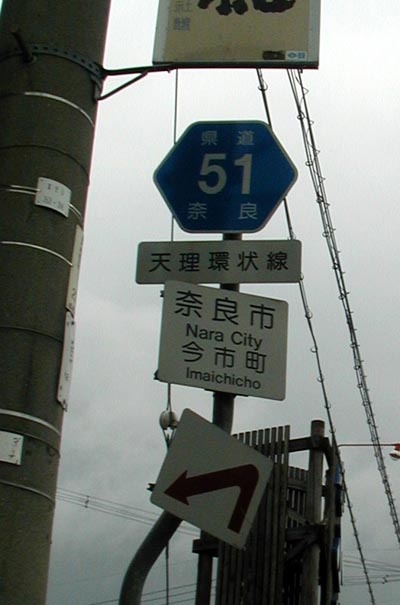 県道
51
奈良
天理環状線
奈良市
Nara City
今市町
Imaichicho